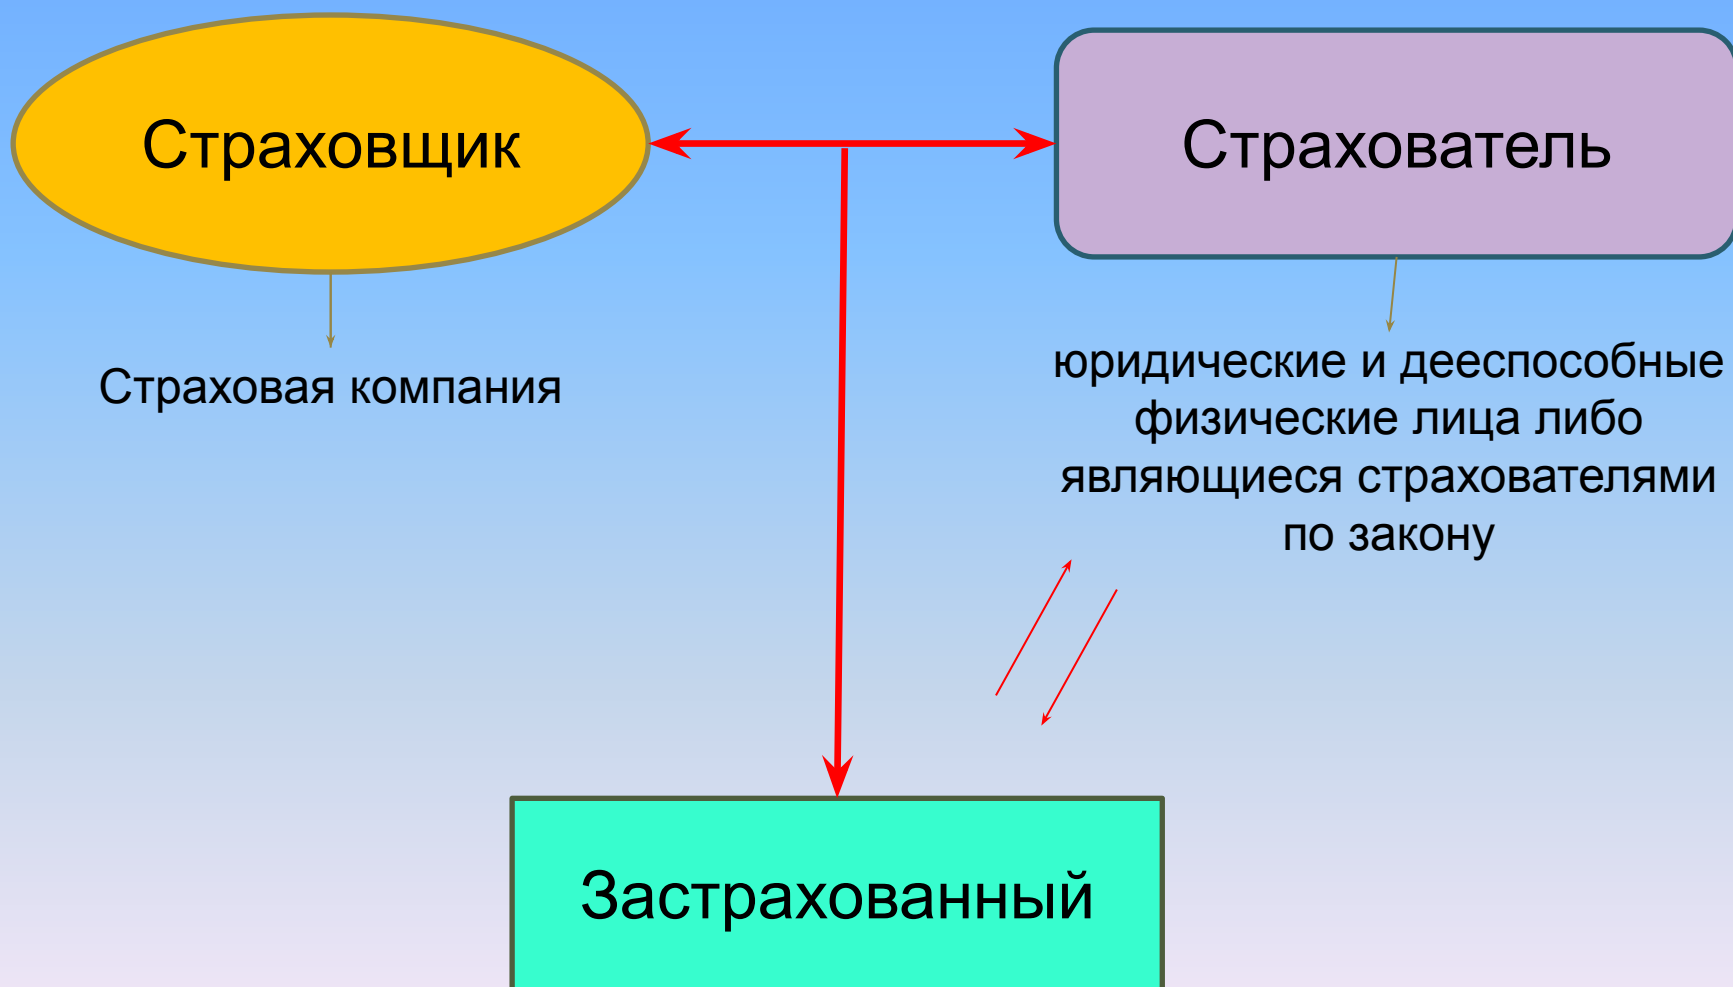 Страховщик
Страхователь
Страховая компания
юридические и дееспособные
физические лица либо
являющиеся страхователями
по закону
Застрахованный